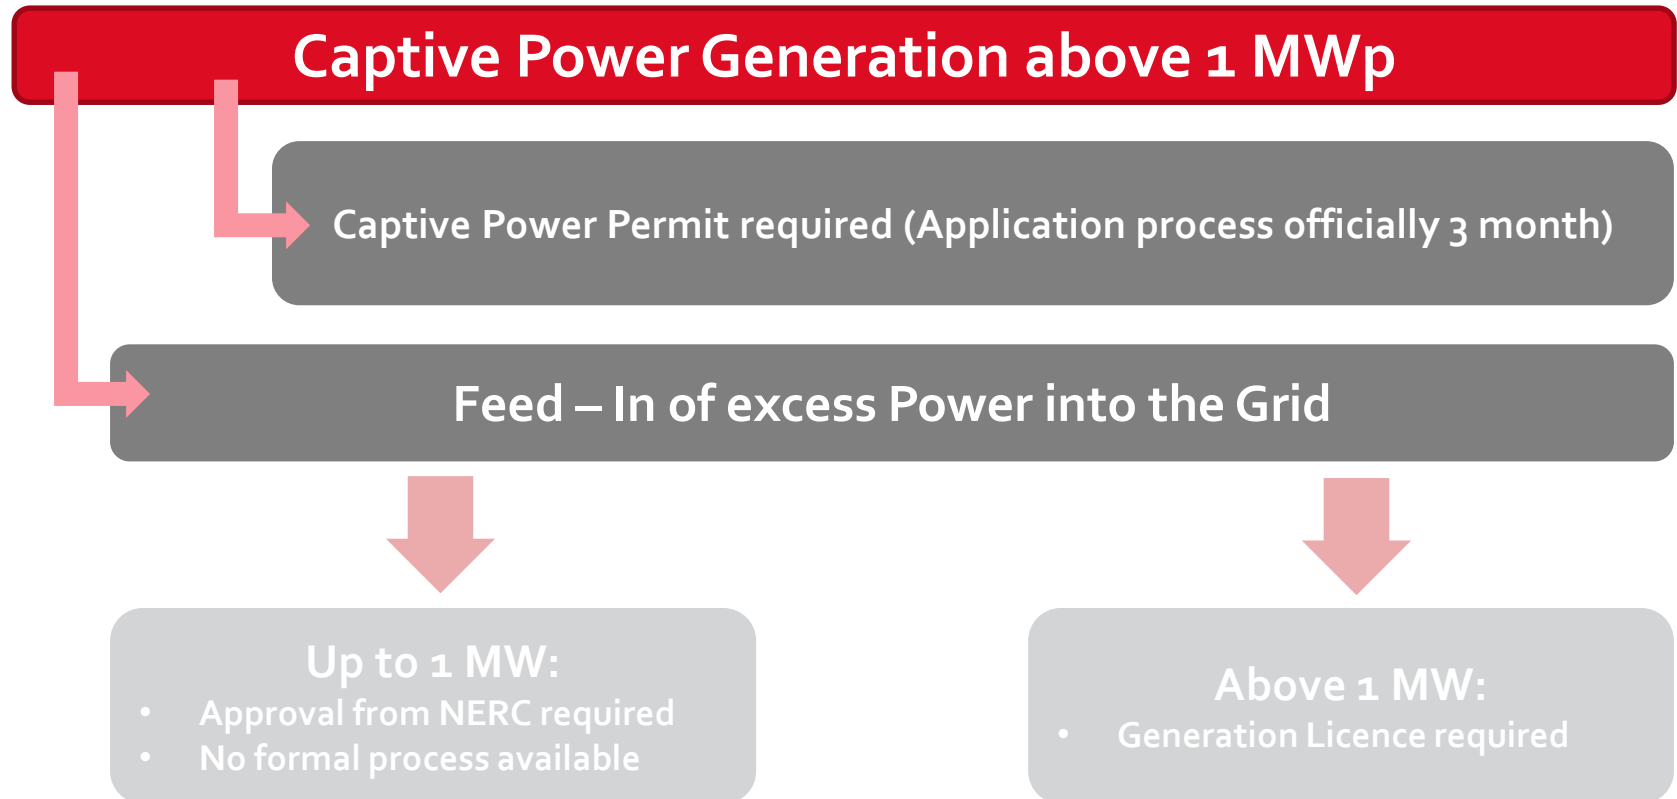 Captive Power Generation above 1 MWp
Captive Power Permit required (Application process officially 3 month)
Feed – In of excess Power into the Grid
Up to 1 MW:
• Approval from NERC required
• No formal process available
Above 1 MW:
• Generation Licence required